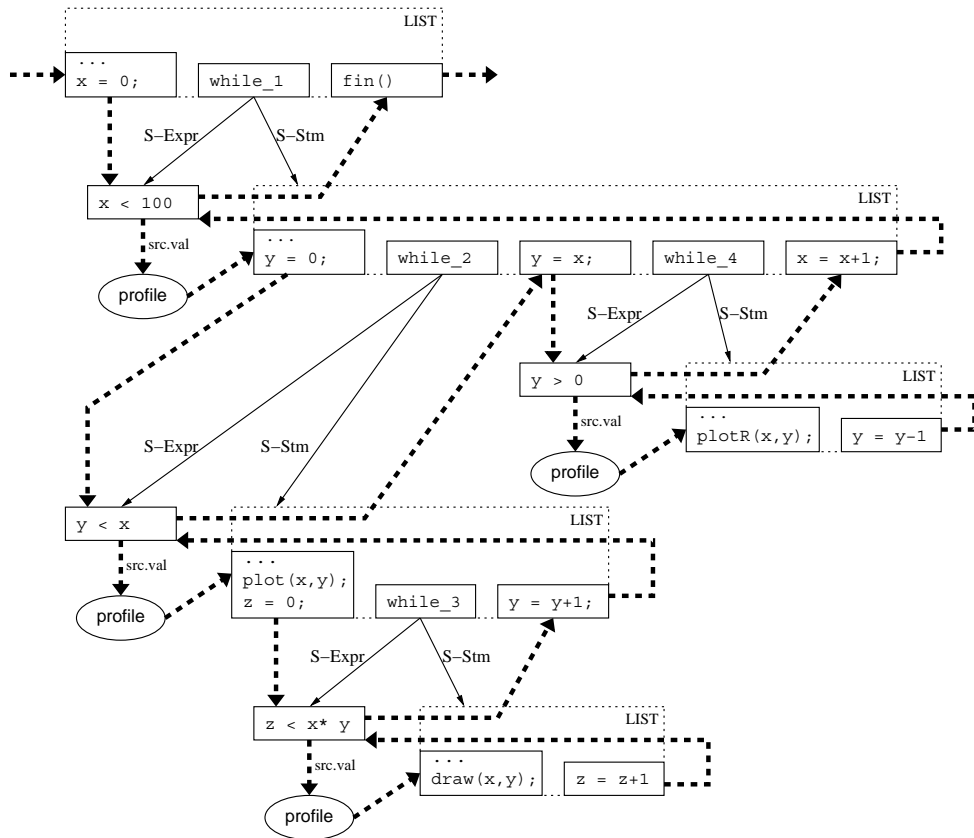 LIST
...
x = 0;
while_1
fin()
S-Expr
S-Stm
x < 100
LIST
src.val
...
y = 0;
while_2
y = x;
while_4
x = x+1;
profile
S-Expr
S-Stm
y > 0
LIST
src.val
...
plotR(x,y);
y = y-1
S-Expr
S-Stm
profile
y < x
LIST
src.val
...
plot(x,y);
z = 0;
while_3
y = y+1;
profile
S-Expr
S-Stm
z < x* y
LIST
src.val
...
draw(x,y);
z = z+1
profile